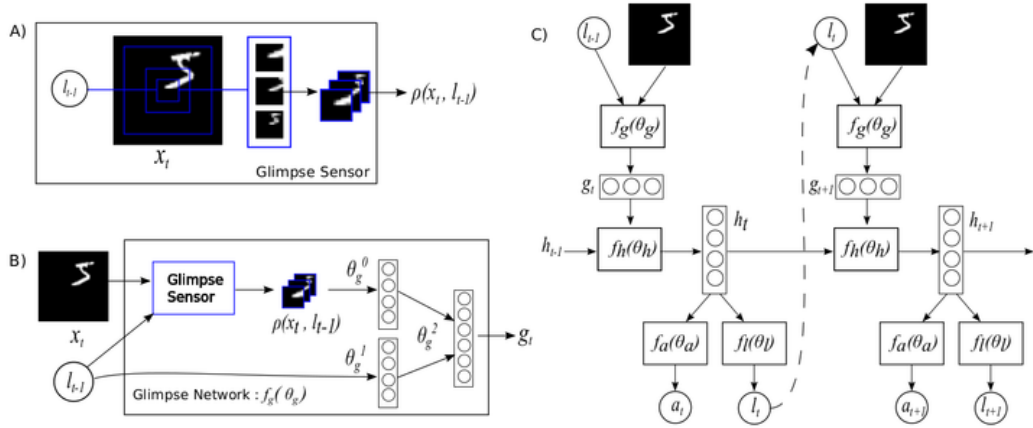 A)
l_{t-1}
x_t
ρ(x_t , l_{t-1})
Glimpse Sensor
B)
x_t
l_{t-1}
Glimpse
Sensor
ρ(x_t , l_{t-1})
θ_g^0
θ_g^1
θ_g^2
g_t
Glimpse Network : f_g( θ_g)
C)
l_{t-1}
f_g(θ_g)
g_t
h_{t-1}
f_h(θ_h)
h_t
f_a(θ_a)
f_l(θ_l)
a_t
l_t
l_t
f_g(θ_g)
g_{t+1}
f_h(θ_h)
h_{t+1}
f_a(θ_a)
f_l(θ_l)
a_{t+1}
l_{t+1}